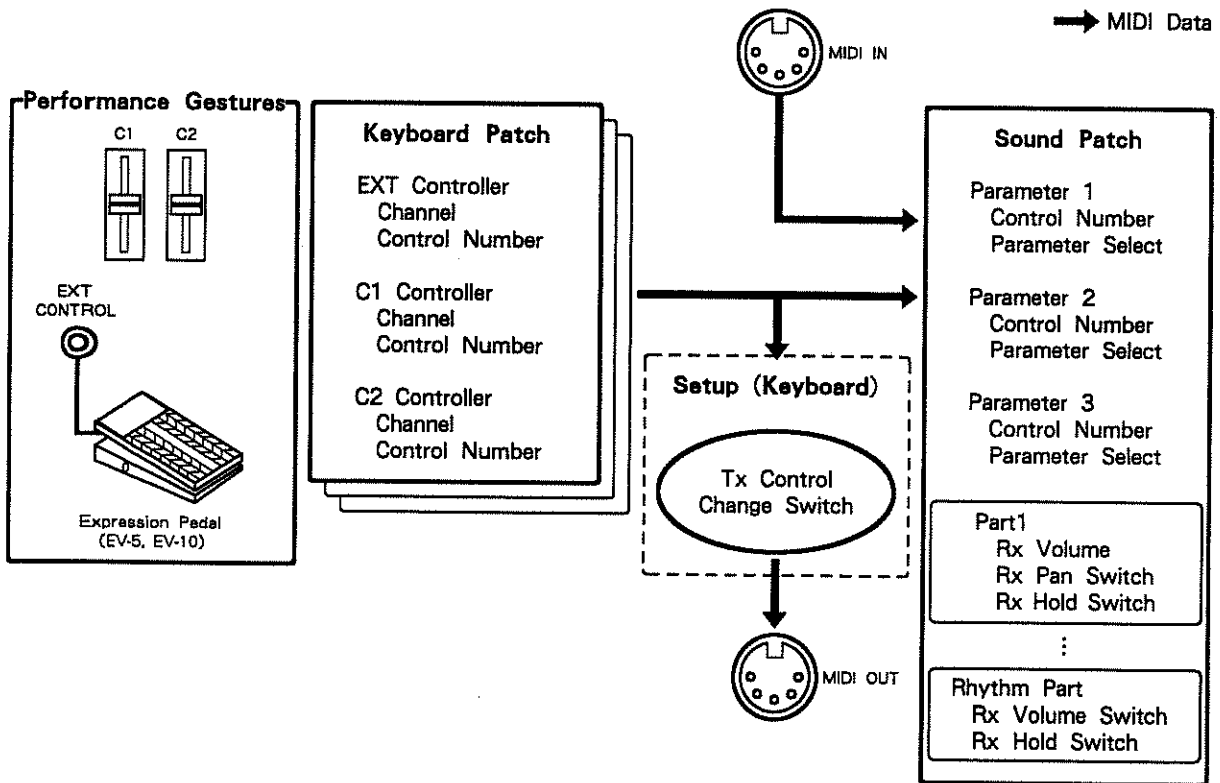 MIDI Data
MIDI IN
Performance Gestures
C1 C2
EXT
CONTROL
Expression Pedal
(EV-5, EV-10)
Keyboard Patch
EXT Controller
Channel
Control Number
C1 Controller
Channel
Control Number
C2 Controller
Channel
Control Number
Setup (Keyboard)
Tx Control
Change Switch
MIDI OUT
Sound Patch
Parameter 1
Control Number
Parameter Select
Parameter 2
Control Number
Parameter Select
Parameter 3
Control Number
Parameter Select
Part1
Rx Volume
Rx Pan Switch
Rx Hold Switch
⋮
Rhythm Part
Rx Volume Switch
Rx Hold Switch